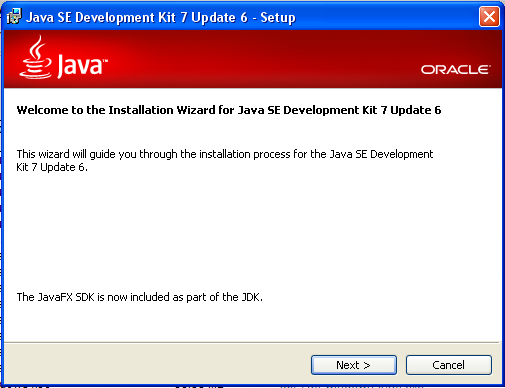 Java SE Development Kit 7 Update 6 - Setup
Java™
ORACLE®
Welcome to the Installation Wizard for Java SE Development Kit 7 Update 6
This wizard will guide you through the installation process for the Java SE Development
Kit 7 Update 6.
The JavaFX SDK is now included as part of the JDK.
Next >
Cancel